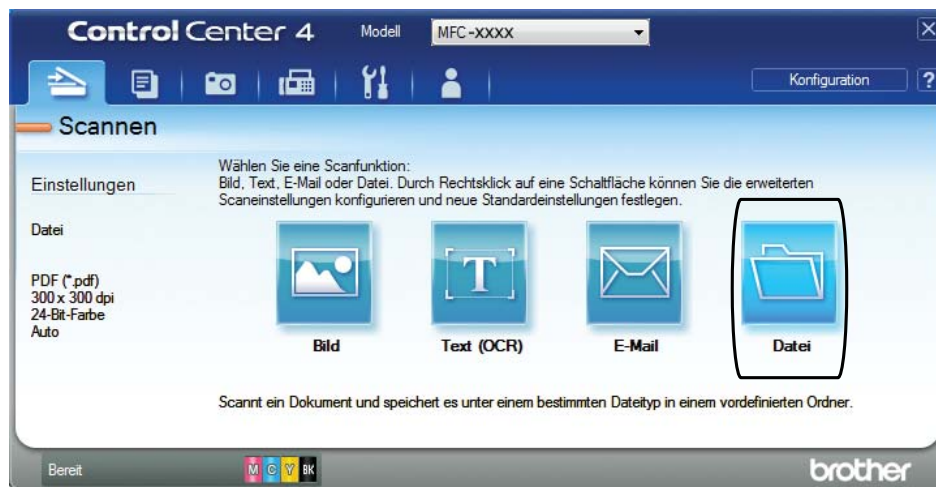 Control Center 4
Modell
MFC-XXXX
Konfiguration
?
Scannen
Einstellungen
Datei
PDF (*.pdf)
300 x 300 dpi
24-Bit-Farbe
Auto
Wählen Sie eine Scanfunktion:
Bild, Text, E-Mail oder Datei. Durch Rechtsklick auf eine Schaltfläche können Sie die erweiterten
Scaneinstellungen konfigurieren und neue Standardeinstellungen festlegen.
T
Bild
Text (OCR)
E-Mail
Datei
Scannt ein Dokument und speichert es unter einem bestimmten Dateityp in einem vordefinierten Ordner.
Bereit
M C Y BK
brother